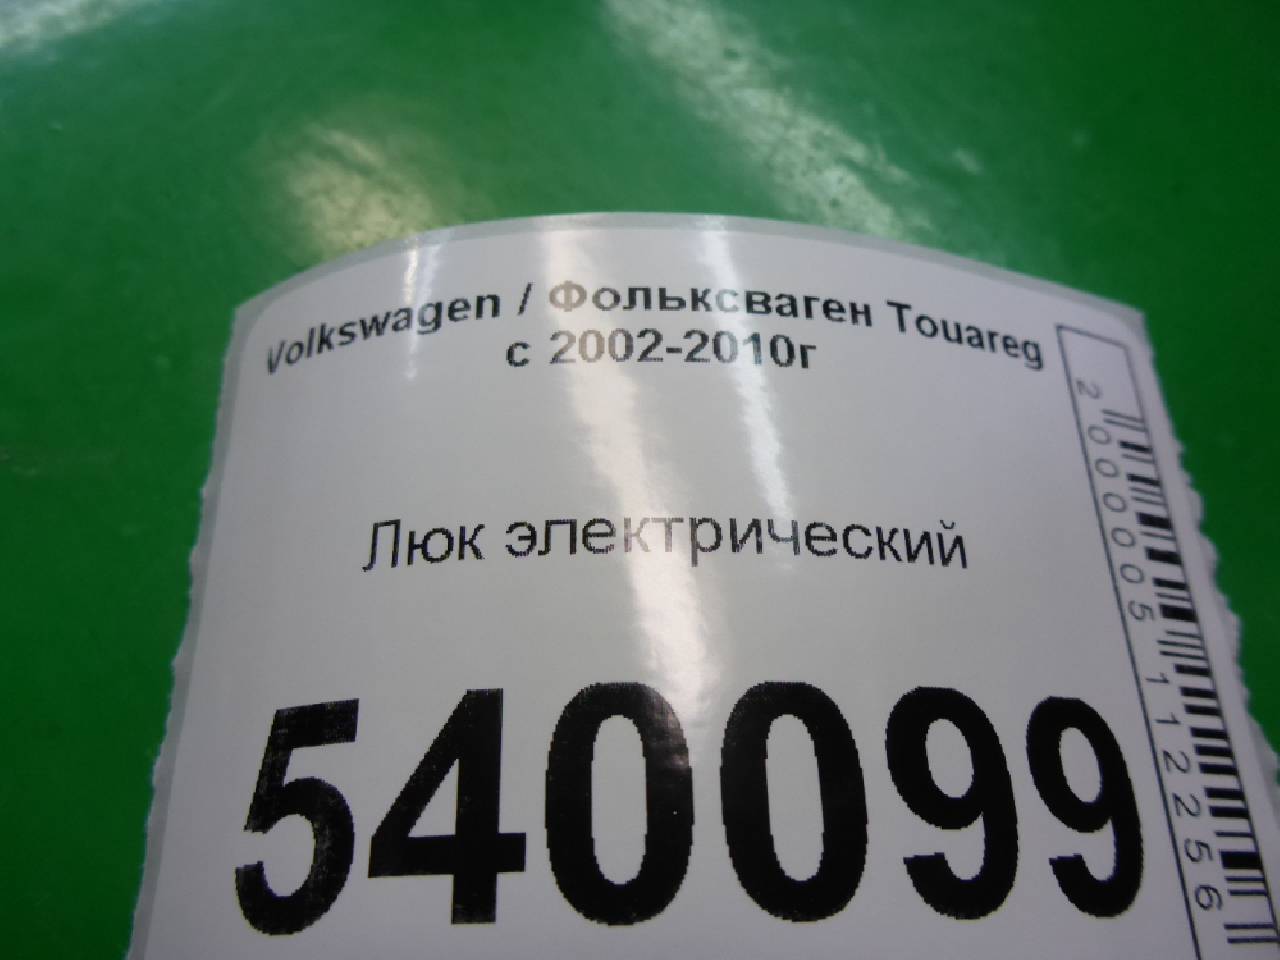 Volkswagen / Фольксваген Touareg
с 2002-2010г
Люк электрический
540099
2000005112256